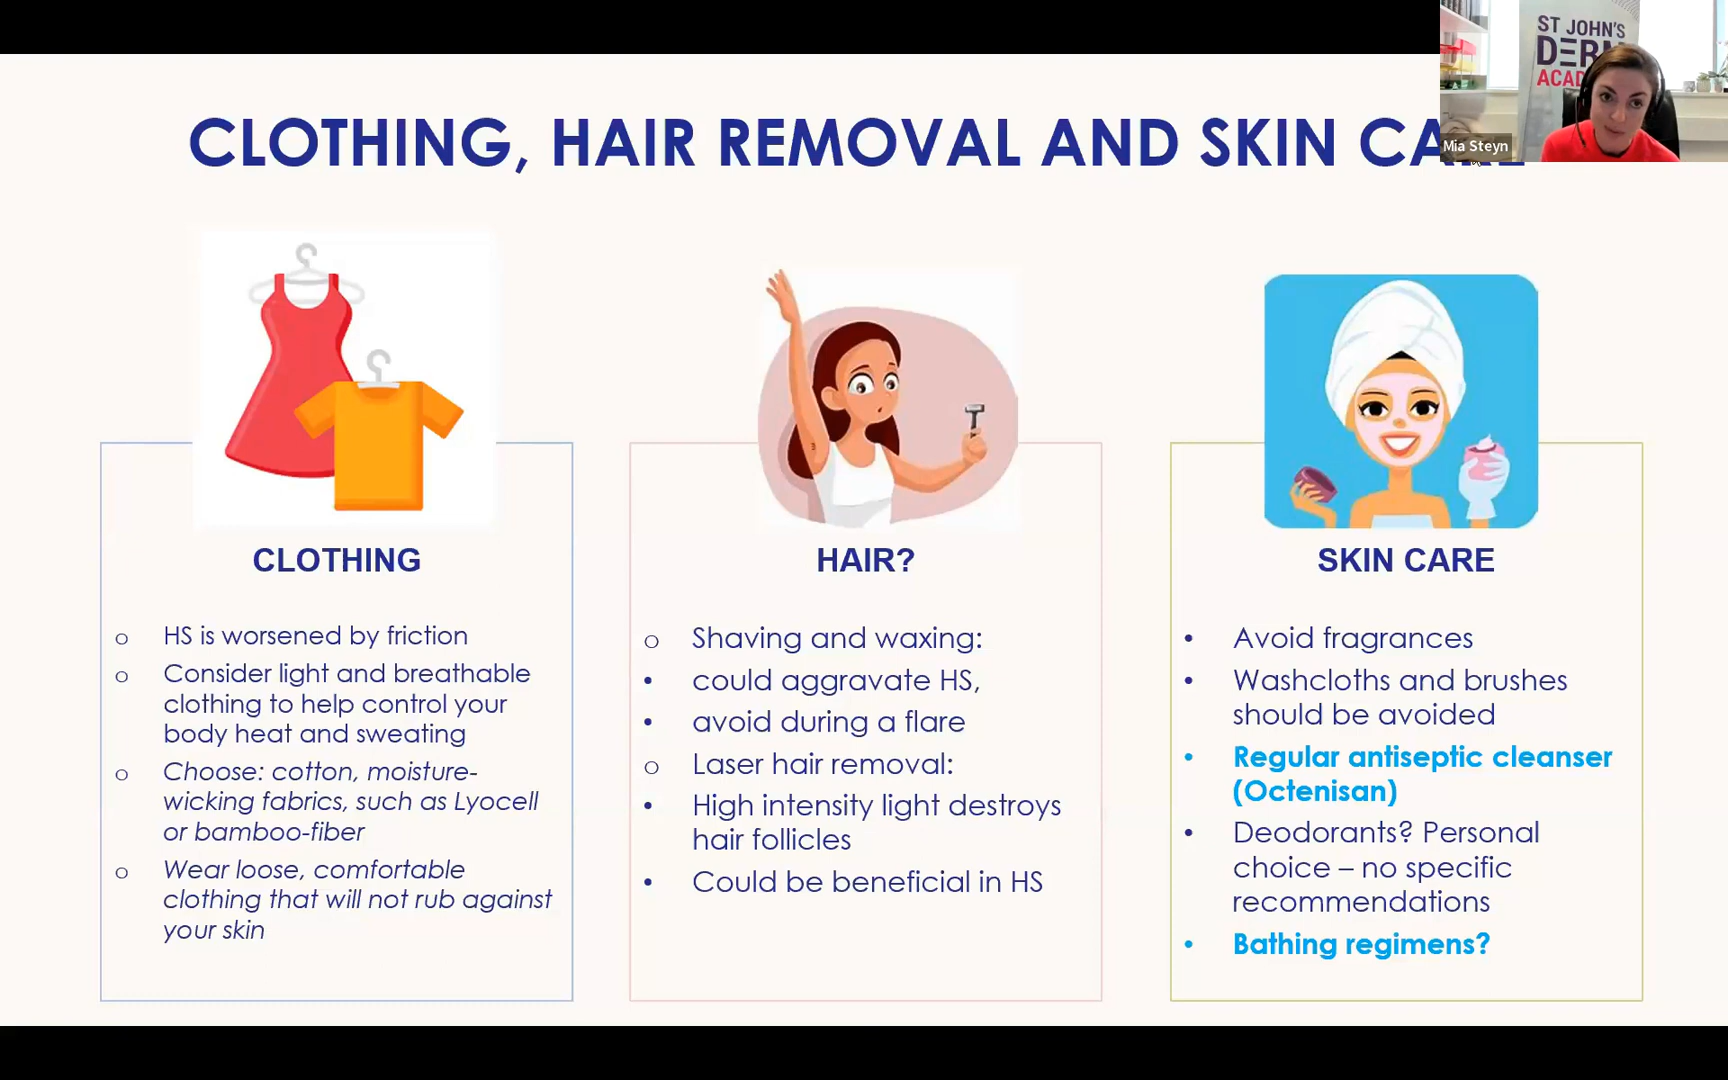 ST JOHN'S
ACAD
Mia Steyn
CLOTHING, HAIR REMOVAL AND SKIN CARE
CLOTHING
o HS is worsened by friction
o Consider light and breathable
clothing to help control your
body heat and sweating
o Choose: cotton, moisture-
wicking fabrics, such as Lyocell
or bamboo-fiber
o Wear loose, comfortable
clothing that will not rub against
your skin
HAIR?
o Shaving and waxing:
• could aggravate HS,
• avoid during a flare
o Laser hair removal:
• High intensity light destroys
hair follicles
• Could be beneficial in HS
SKIN CARE
• Avoid fragrances
• Washcloths and brushes
should be avoided
• Regular antiseptic cleanser
(Octenisan)
• Deodorants? Personal
choice – no specific
recommendations
• Bathing regimens?